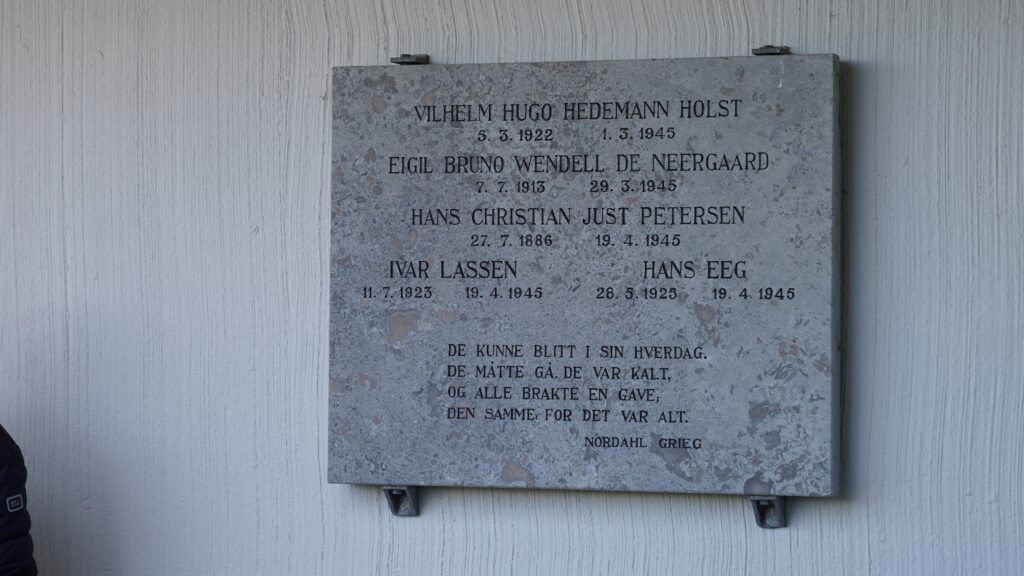 VILHELM HUGO HEDEMANN HOLST
5. 3. 1922 1. 3. 1945
EIGIL BRUNO WENDELL DE NEERGAARD
7. 7. 1913 29. 3. 1945
HANS CHRISTIAN JUST PETERSEN
27. 7. 1886 19. 4. 1945
IVAR LASSEN HANS EEG
11. 7. 1923 19. 4. 1945 28. 5. 1925 19. 4. 1945
DE KUNNE BLITT I SIN HVERDAG.
DE MÅTTE GÅ. DE VAR KALT,
OG ALLE BRAKTE EN GAVE,
DEN SAMME: FOR DET VAR ALT.
NORDAHL GRIEG